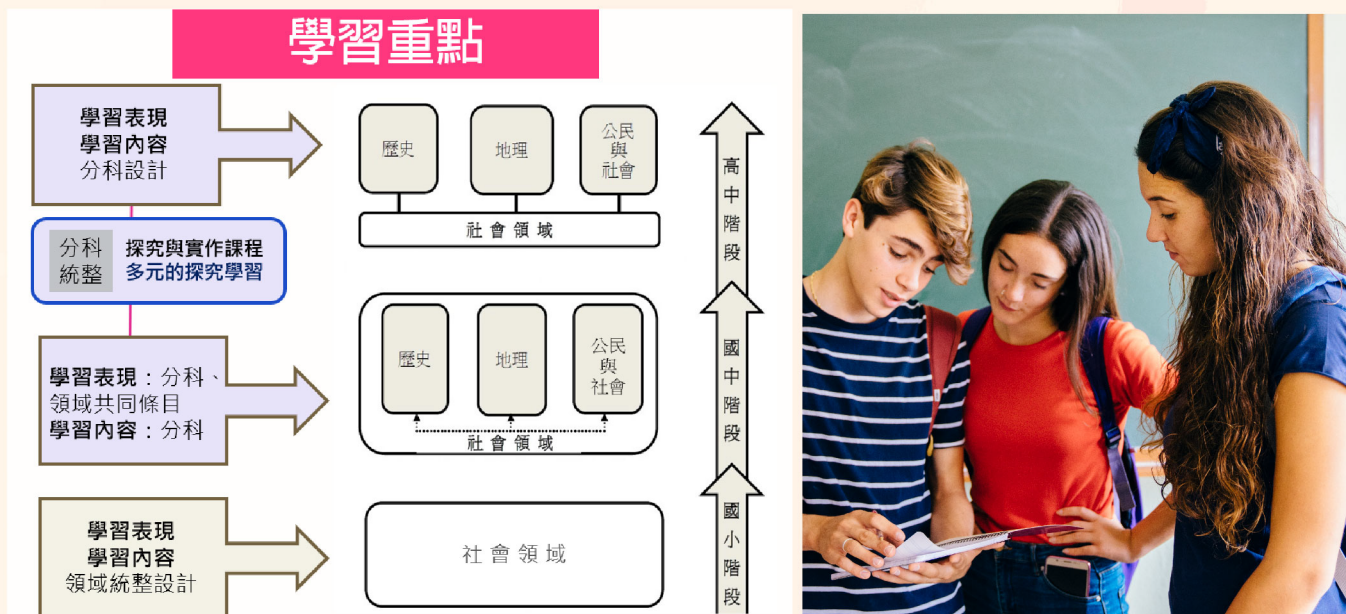 學習重點
學習表現
學習內容
分科設計
歷史
地理
公民
與
社會
社會領域
高中階段
分科
統整
探究與實作課程
多元的探究學習
學習表現：分科、
領域共同條目
學習內容：分科
歷史
地理
公民
與
社會
社會領域
國中階段
學習表現
學習內容
領域統整設計
社會領域
國小階段